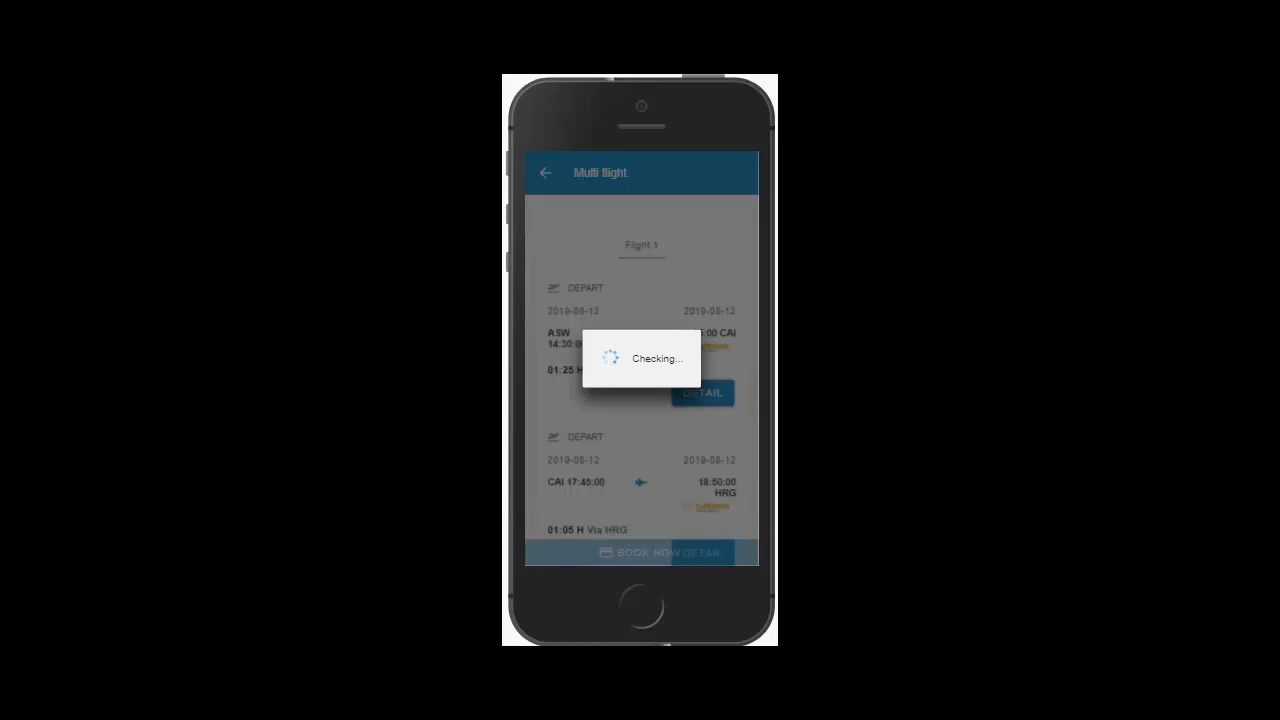 Multi flight
Flight 1
DEPART
2019-08-12 2019-08-12
ASW :00 CAI
14:30:0
01:25 H
Checking...
DETAIL
DEPART
2019-08-12 2019-08-12
CAI 17:45:00 18:50:00
HRG
01:05 H Via HRG
BOOK NOW DETAIL